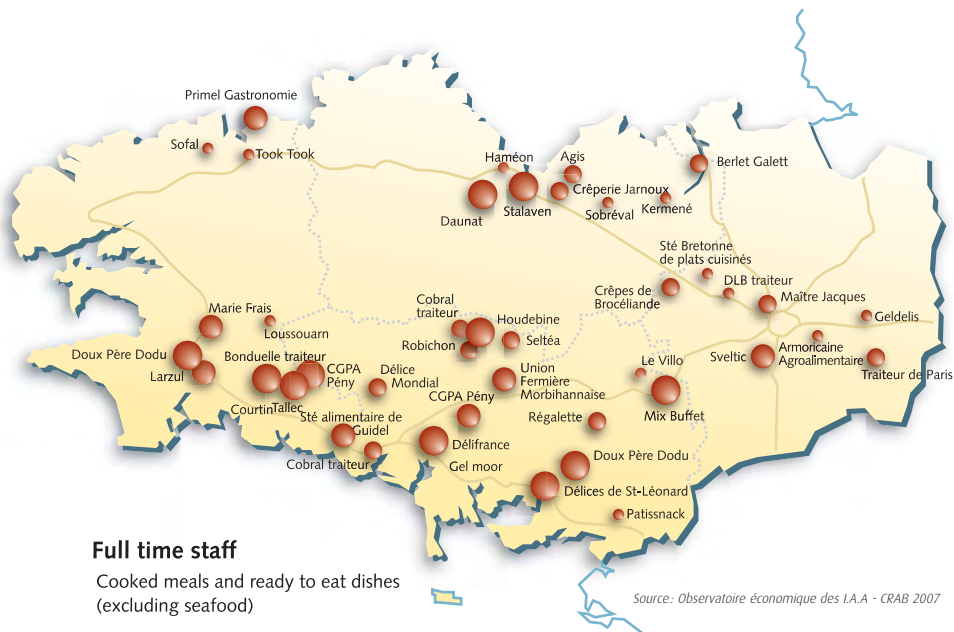 Primel Gastronomie
Sofal
Took Took
Haméon
Agis
Berlet Galett
Crêperie Jarnoux
Daunat
Stalaven
Sobréval
Kermené
Sté Bretonne
de plats cuisinés
DLB traiteur
Crêpes de
Brocéliande
Maître Jacques
Geldelis
Cobral
traiteur
Houdebine
Marie Frais
Loussouarn
Robichon
Seltéa
Armoricaine
Agroalimentaire
Sveltic
Traiteur de Paris
Doux Père Dodu
Bonduelle traiteur
Larzul
CGPA
Pény
Délice
Mondial
Union
Fermière
Morbihannaise
Le Villo
Mix Buffet
Courtin
Tallec
CGPA Pény
Sté alimentaire de
Guidel
Régalette
Délifrance
Cobral traiteur
Gel moor
Doux Père Dodu
Délices de St-Léonard
Patissnack
Full time staff
Cooked meals and ready to eat dishes
(excluding seafood)
Source : Observatoire économique des I.A.A - CRAB 2007